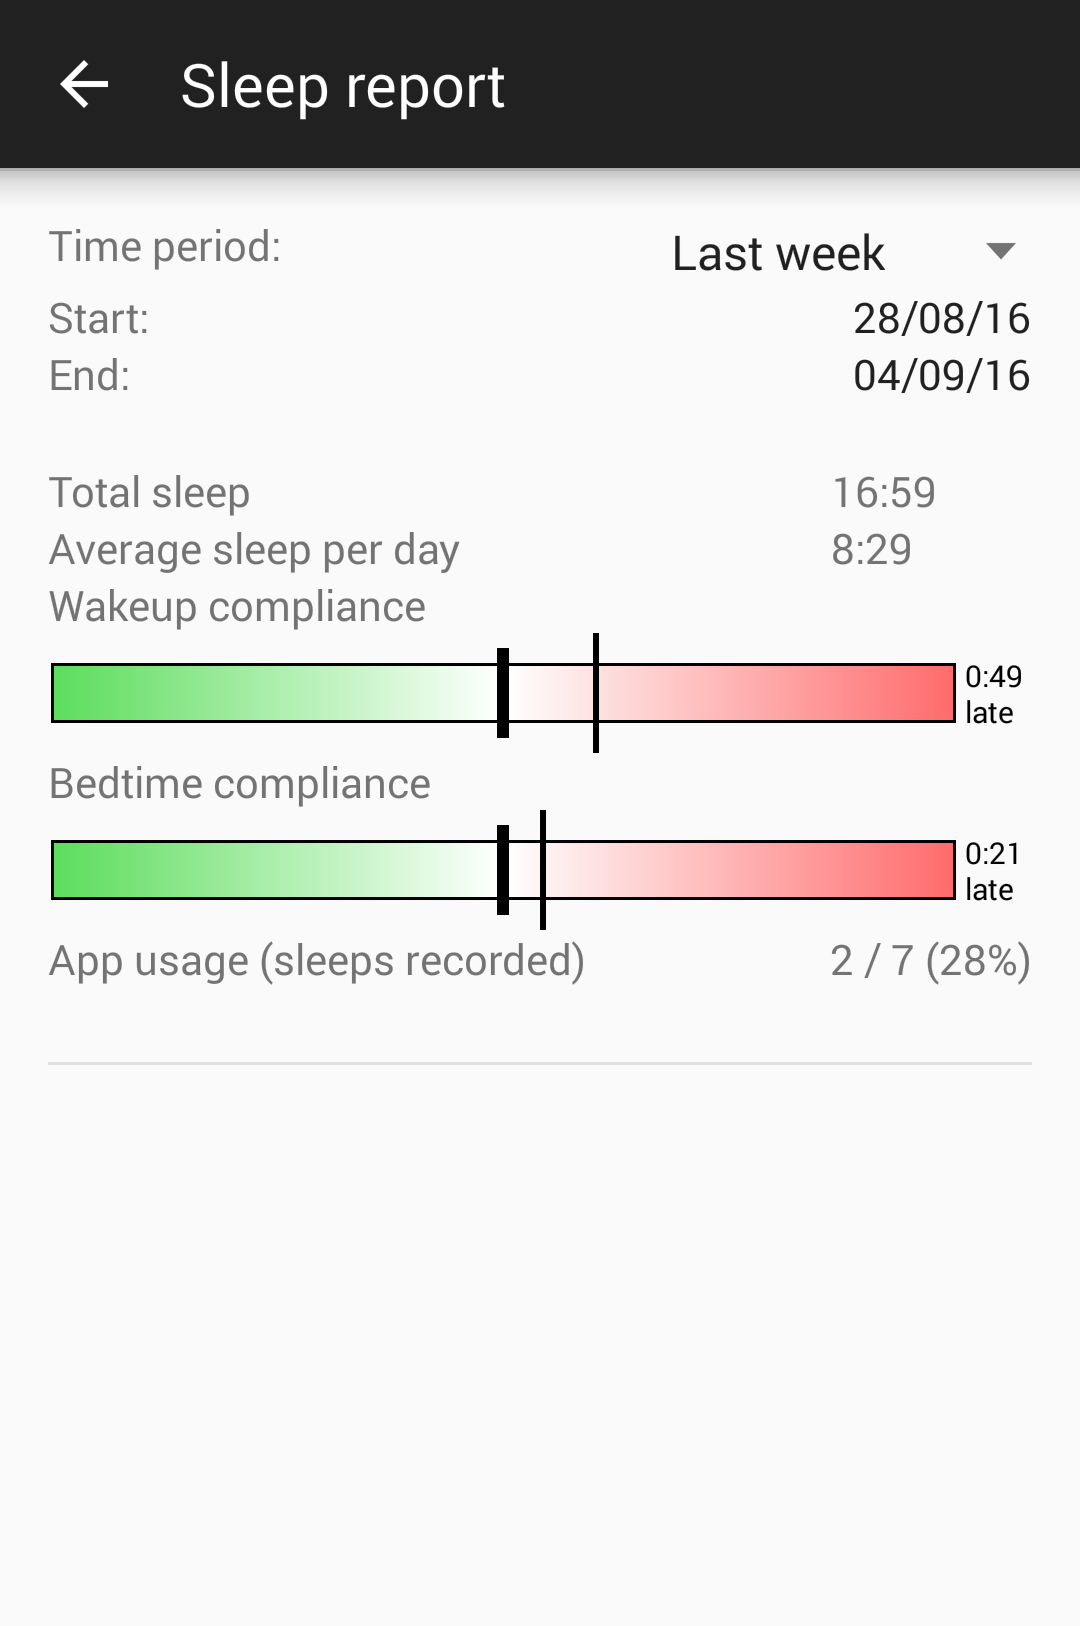 Sleep report
Time period: Last week
Start: 28/08/16
End: 04/09/16
Total sleep 16:59
Average sleep per day 8:29
Wakeup compliance
0:49
late
Bedtime compliance
0:21
late
App usage (sleeps recorded) 2 / 7 (28%)